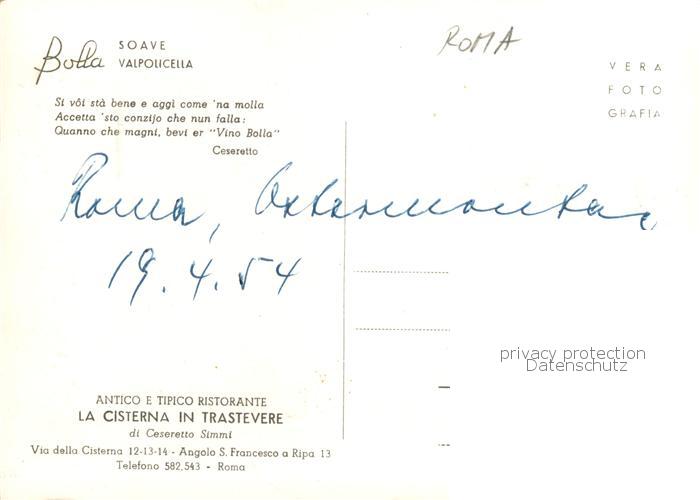 ROMA
Bolla SOAVE
VALPOLICELLA
VERA
FOTO
GRAFIA
Si vôi stà bene e aggì come 'na molla
Accetta 'sto conzijo che nun falla:
Quanno che magni, bevi er "Vino Bolla"
Ceseretto
Roma, Ostermontag,
19.4.54
privacy protection
Datenschutz
ANTICO E TIPICO RISTORANTE
LA CISTERNA IN TRASTEVERE
di Ceseretto Simmi
Via della Cisterna 12-13-14 - Angolo S. Francesco a Ripa 13
Telefono 582,543 - Roma